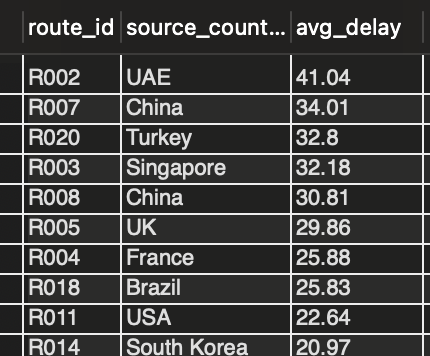 route_id source_count... avg_delay
R002 UAE 41.04
R007 China 34.01
R020 Turkey 32.8
R003 Singapore 32.18
R008 China 30.81
R005 UK 29.86
R004 France 25.88
R018 Brazil 25.83
R011 USA 22.64
R014 South Korea 20.97